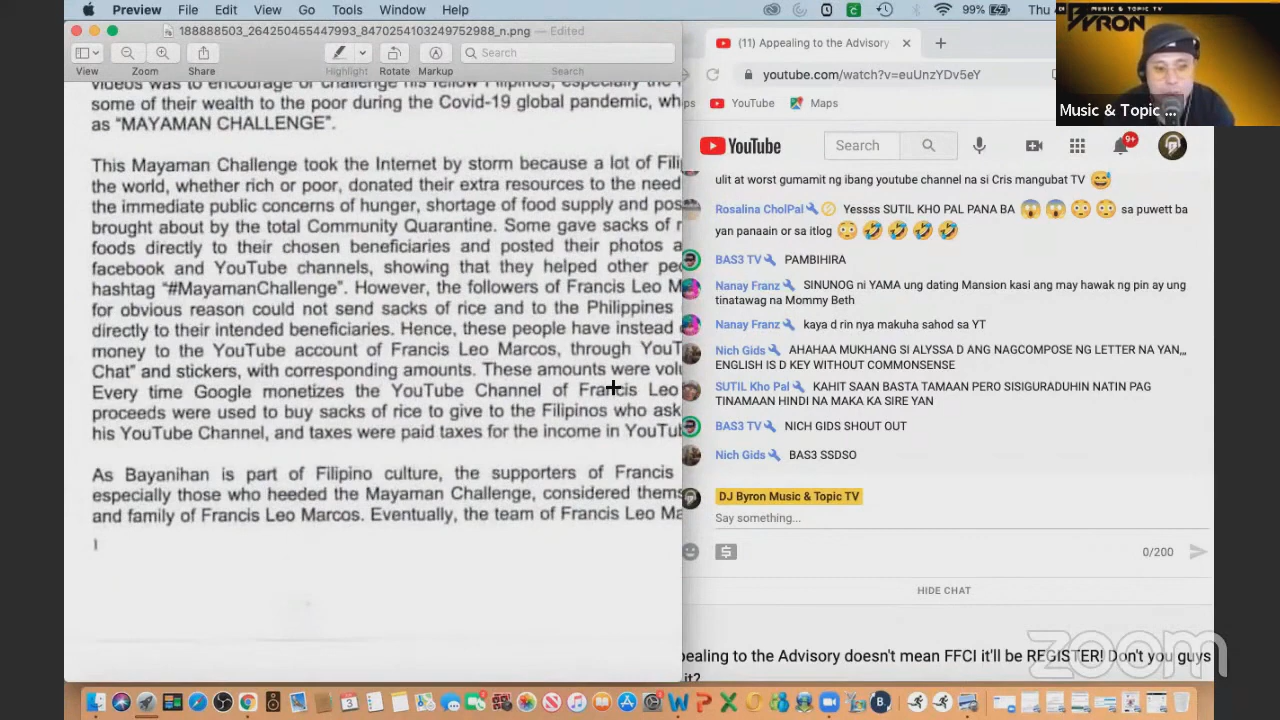 Preview File Edit View Go Tools Window Help
99% Thu
188888503_264250455447993_8470254103249752988_n.png — Edited
View Zoom Share Highlight Rotate Markup Search
Search
videos was to encourage or challenge his fellow Filipinos, especially the
some of their wealth to the poor during the Covid-19 global pandemic,
as “MAYAMAN CHALLENGE”.
This Mayaman Challenge took the Internet by storm because a lot of
the world, whether rich or poor, donated their extra resources to the
the immediate public concerns of hunger, shortage of food supply and
brought about by the total Community Quarantine. Some gave sacks of
foods directly to their chosen beneficiaries and posted their photos
facebook and YouTube channels, showing that they helped other
hashtag “#MayamanChallenge”. However, the followers of Francis Leo
for obvious reason could not send sacks of rice and to the Philippines
directly to their intended beneficiaries. Hence, these people have instead
money to the YouTube account of Francis Leo Marcos, through
Chat” and stickers, with corresponding amounts. These amounts were
Every time Google monetizes the YouTube Channel of Francis Leo
proceeds were used to buy sacks of rice to give to the Filipinos who
his YouTube Channel, and taxes were paid taxes for the income in
As Bayanihan is part of Filipino culture, the supporters of Francis
especially those who heeded the Mayaman Challenge, considered
and family of Francis Leo Marcos. Eventually, the team of Francis Leo
(11) Appealing to the Advisory
youtube.com/watch?v=euUnzYDv5eY
ps YouTube Maps
YouTube
Search
9+
ulit at worst gumamit ng ibang youtube channel na si Cris mangubat TV
Rosalina CholPal Yessss SUTIL KHO PAL PANA BA sa puwett ba
yan panaain or sa itlog
BAS3 TV PAMBIHIRA
Nanay Franz SINUNOG ni YAMA ung dating Mansion kasi ang may hawak ng pin ay ung
tinatawag na Mommy Beth
Nanay Franz kaya d rin nya makuha sahod sa YT
Nich Gids AHAHAA MUKHANG SI ALYSSA D ANG NAGCOMPOSE NG LETTER NA YAN,,,
ENGLISH IS D KEY WITHOUT COMMONSENSE
SUTIL Kho Pal KAHIT SAAN BASTA TAMAAN PERO SISIGURADUHIN NATIN PAG
TINAMAAN HINDI NA MAKA KA SIRE YAN
BAS3 TV NICH GIDS SHOUT OUT
Nich Gids BAS3 SSDSO
DJ Byron Music & Topic TV
Say something...
0/200
HIDE CHAT
pealing to the Advisory doesn't mean FFCI it'll be REGISTER! Don't you guys
it?
MUSIC & TOPIC TV
BYRON
Music & Topic ...
zoom